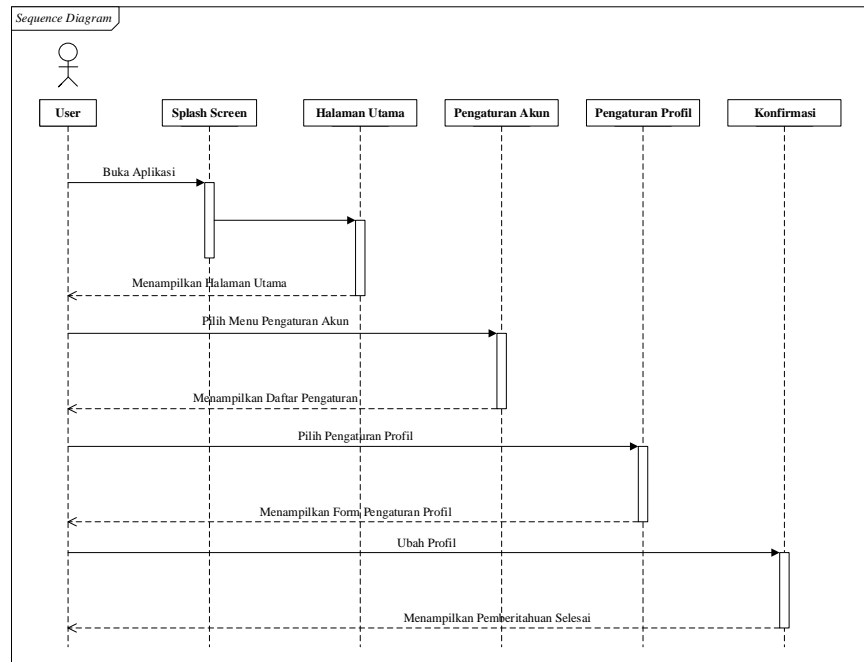 Sequence Diagram
User
Splash Screen
Halaman Utama
Pengaturan Akun
Pengaturan Profil
Konfirmasi
Buka Aplikasi
Menampilkan Halaman Utama
Pilih Menu Pengaturan Akun
Menampilkan Daftar Pengaturan
Pilih Pengaturan Profil
Menampilkan Form Pengaturan Profil
Ubah Profil
Menampilkan Pemberitahuan Selesai